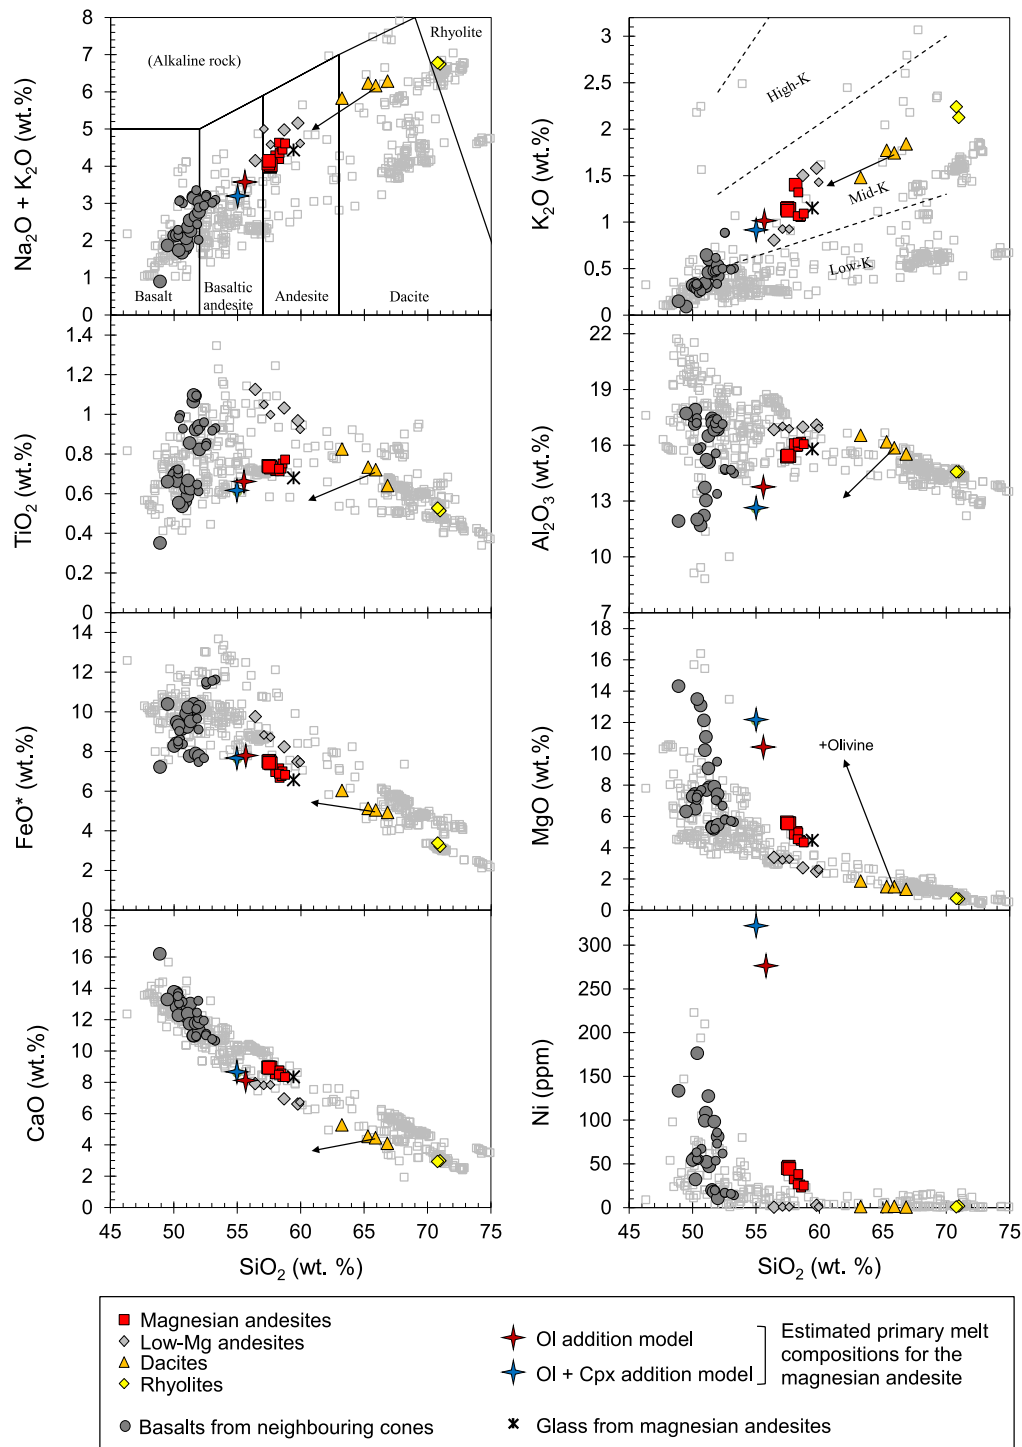 8
7
6
5
4
3
2
1
0
Na₂O + K₂O (wt.%)
(Alkaline rock)
Rhyolite
Basalt
Basaltic
andesite
Andesite
Dacite
3
2.5
2
1.5
1
0.5
0
K₂O (wt.%)
High-K
Mid-K
Low-K
1.4
1.2
1
0.8
0.6
0.4
0.2
0
TiO₂ (wt.%)
22
19
16
13
10
7
Al₂O₃ (wt.%)
14
12
10
8
6
4
2
0
FeO* (wt.%)
18
16
14
12
10
8
6
4
2
0
MgO (wt.%)
+Olivine
18
16
14
12
10
8
6
4
2
0
CaO (wt.%)
45 50 55 60 65 70 75
SiO₂ (wt. %)
300
250
200
150
100
50
0
Ni (ppm)
45 50 55 60 65 70 75
SiO₂ (wt. %)
Magnesian andesites
Low-Mg andesites
Dacites
Rhyolites
Basalts from neighbouring cones
Ol addition model
Ol + Cpx addition model
Estimated primary melt
compositions for the
magnesian andesite
Glass from magnesian andesites